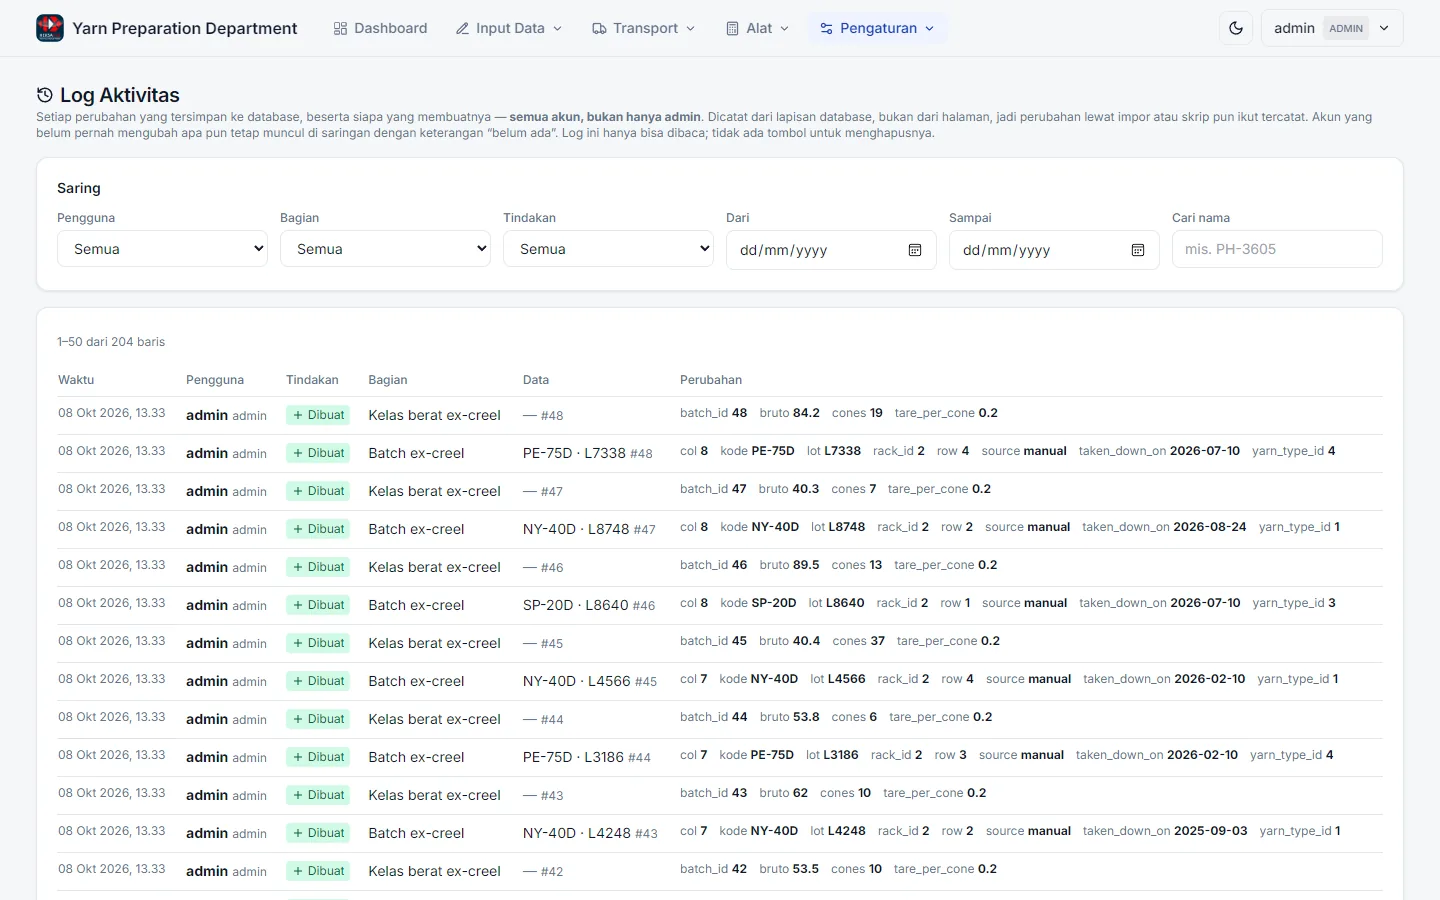 Yarn Preparation Department
Dashboard
Input Data
Transport
Alat
Pengaturan
admin ADMIN
Log Aktivitas
Setiap perubahan yang tersimpan ke database, beserta siapa yang membuatnya — semua akun, bukan hanya admin. Dicatat dari lapisan database, bukan dari halaman, jadi perubahan lewat impor atau skrip pun ikut tercatat. Akun yang
belum pernah mengubah apa pun tetap muncul di saringan dengan keterangan “belum ada”. Log ini hanya bisa dibaca; tidak ada tombol untuk menghapusnya.
Saring
Pengguna Bagian Tindakan Dari Sampai Cari nama
Semua Semua Semua dd/mm/yyyy dd/mm/yyyy mis. PH-3605
1–50 dari 204 baris
Waktu Pengguna Tindakan Bagian Data Perubahan
08 Okt 2026, 13.33 admin admin + Dibuat Kelas berat ex-creel — #48 batch_id 48 bruto 84.2 cones 19 tare_per_cone 0.2
08 Okt 2026, 13.33 admin admin + Dibuat Batch ex-creel PE-75D · L7338 #48 col 8 kode PE-75D lot L7338 rack_id 2 row 4 source manual taken_down_on 2026-07-10 yarn_type_id 4
08 Okt 2026, 13.33 admin admin + Dibuat Kelas berat ex-creel — #47 batch_id 47 bruto 40.3 cones 7 tare_per_cone 0.2
08 Okt 2026, 13.33 admin admin + Dibuat Batch ex-creel NY-40D · L8748 #47 col 8 kode NY-40D lot L8748 rack_id 2 row 2 source manual taken_down_on 2026-08-24 yarn_type_id 1
08 Okt 2026, 13.33 admin admin + Dibuat Kelas berat ex-creel — #46 batch_id 46 bruto 89.5 cones 13 tare_per_cone 0.2
08 Okt 2026, 13.33 admin admin + Dibuat Batch ex-creel SP-20D · L8640 #46 col 8 kode SP-20D lot L8640 rack_id 2 row 1 source manual taken_down_on 2026-07-10 yarn_type_id 3
08 Okt 2026, 13.33 admin admin + Dibuat Kelas berat ex-creel — #45 batch_id 45 bruto 40.4 cones 37 tare_per_cone 0.2
08 Okt 2026, 13.33 admin admin + Dibuat Batch ex-creel NY-40D · L4566 #45 col 7 kode NY-40D lot L4566 rack_id 2 row 4 source manual taken_down_on 2026-02-10 yarn_type_id 1
08 Okt 2026, 13.33 admin admin + Dibuat Kelas berat ex-creel — #44 batch_id 44 bruto 53.8 cones 6 tare_per_cone 0.2
08 Okt 2026, 13.33 admin admin + Dibuat Batch ex-creel PE-75D · L3186 #44 col 7 kode PE-75D lot L3186 rack_id 2 row 3 source manual taken_down_on 2026-02-10 yarn_type_id 4
08 Okt 2026, 13.33 admin admin + Dibuat Kelas berat ex-creel — #43 batch_id 43 bruto 62 cones 10 tare_per_cone 0.2
08 Okt 2026, 13.33 admin admin + Dibuat Batch ex-creel NY-40D · L4248 #43 col 7 kode NY-40D lot L4248 rack_id 2 row 2 source manual taken_down_on 2025-09-03 yarn_type_id 1
08 Okt 2026, 13.33 admin admin + Dibuat Kelas berat ex-creel — #42 batch_id 42 bruto 53.5 cones 10 tare_per_cone 0.2